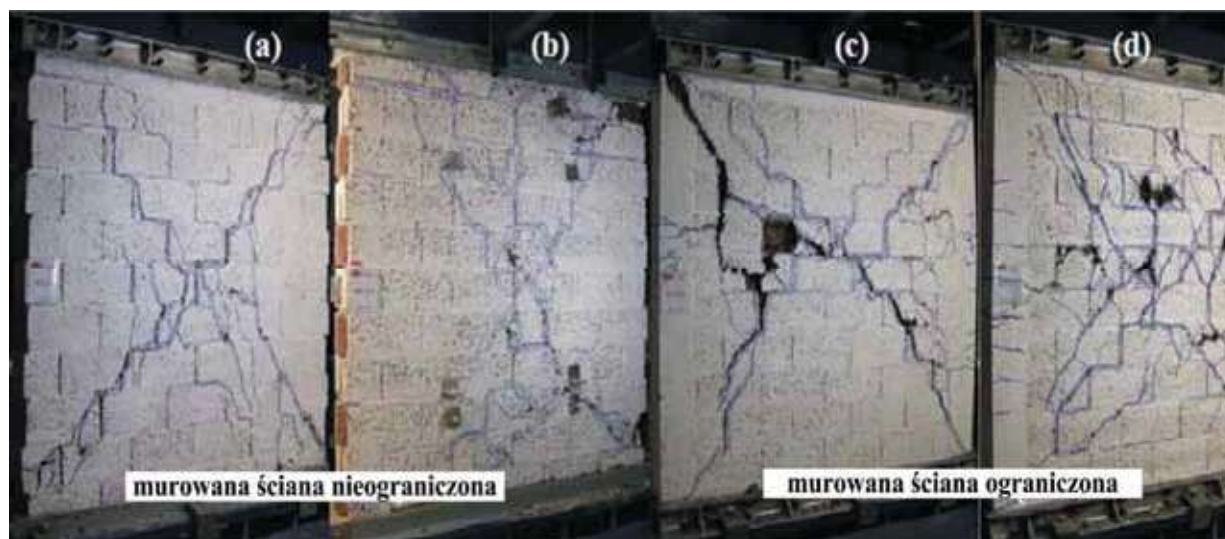 (a)
(b)
(c)
(d)
murowana ściana nieograniczona
murowana ściana ograniczona